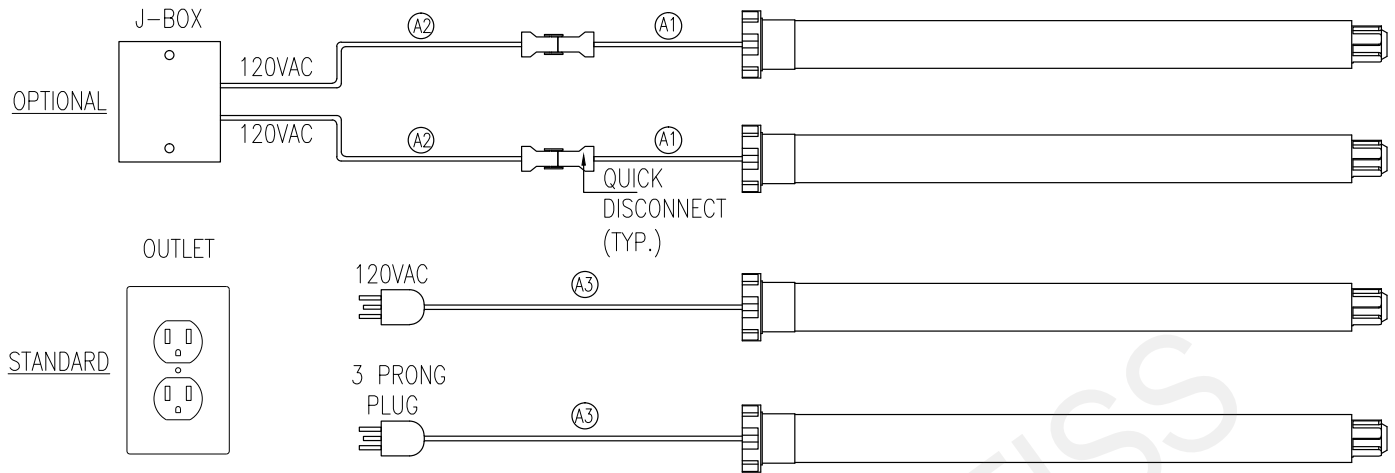 J-BOX
A2
A1
120VAC
OPTIONAL
120VAC
A2
A1
QUICK
DISCONNECT
(TYP.)
OUTLET
120VAC
A3
STANDARD
3 PRONG
PLUG
A3